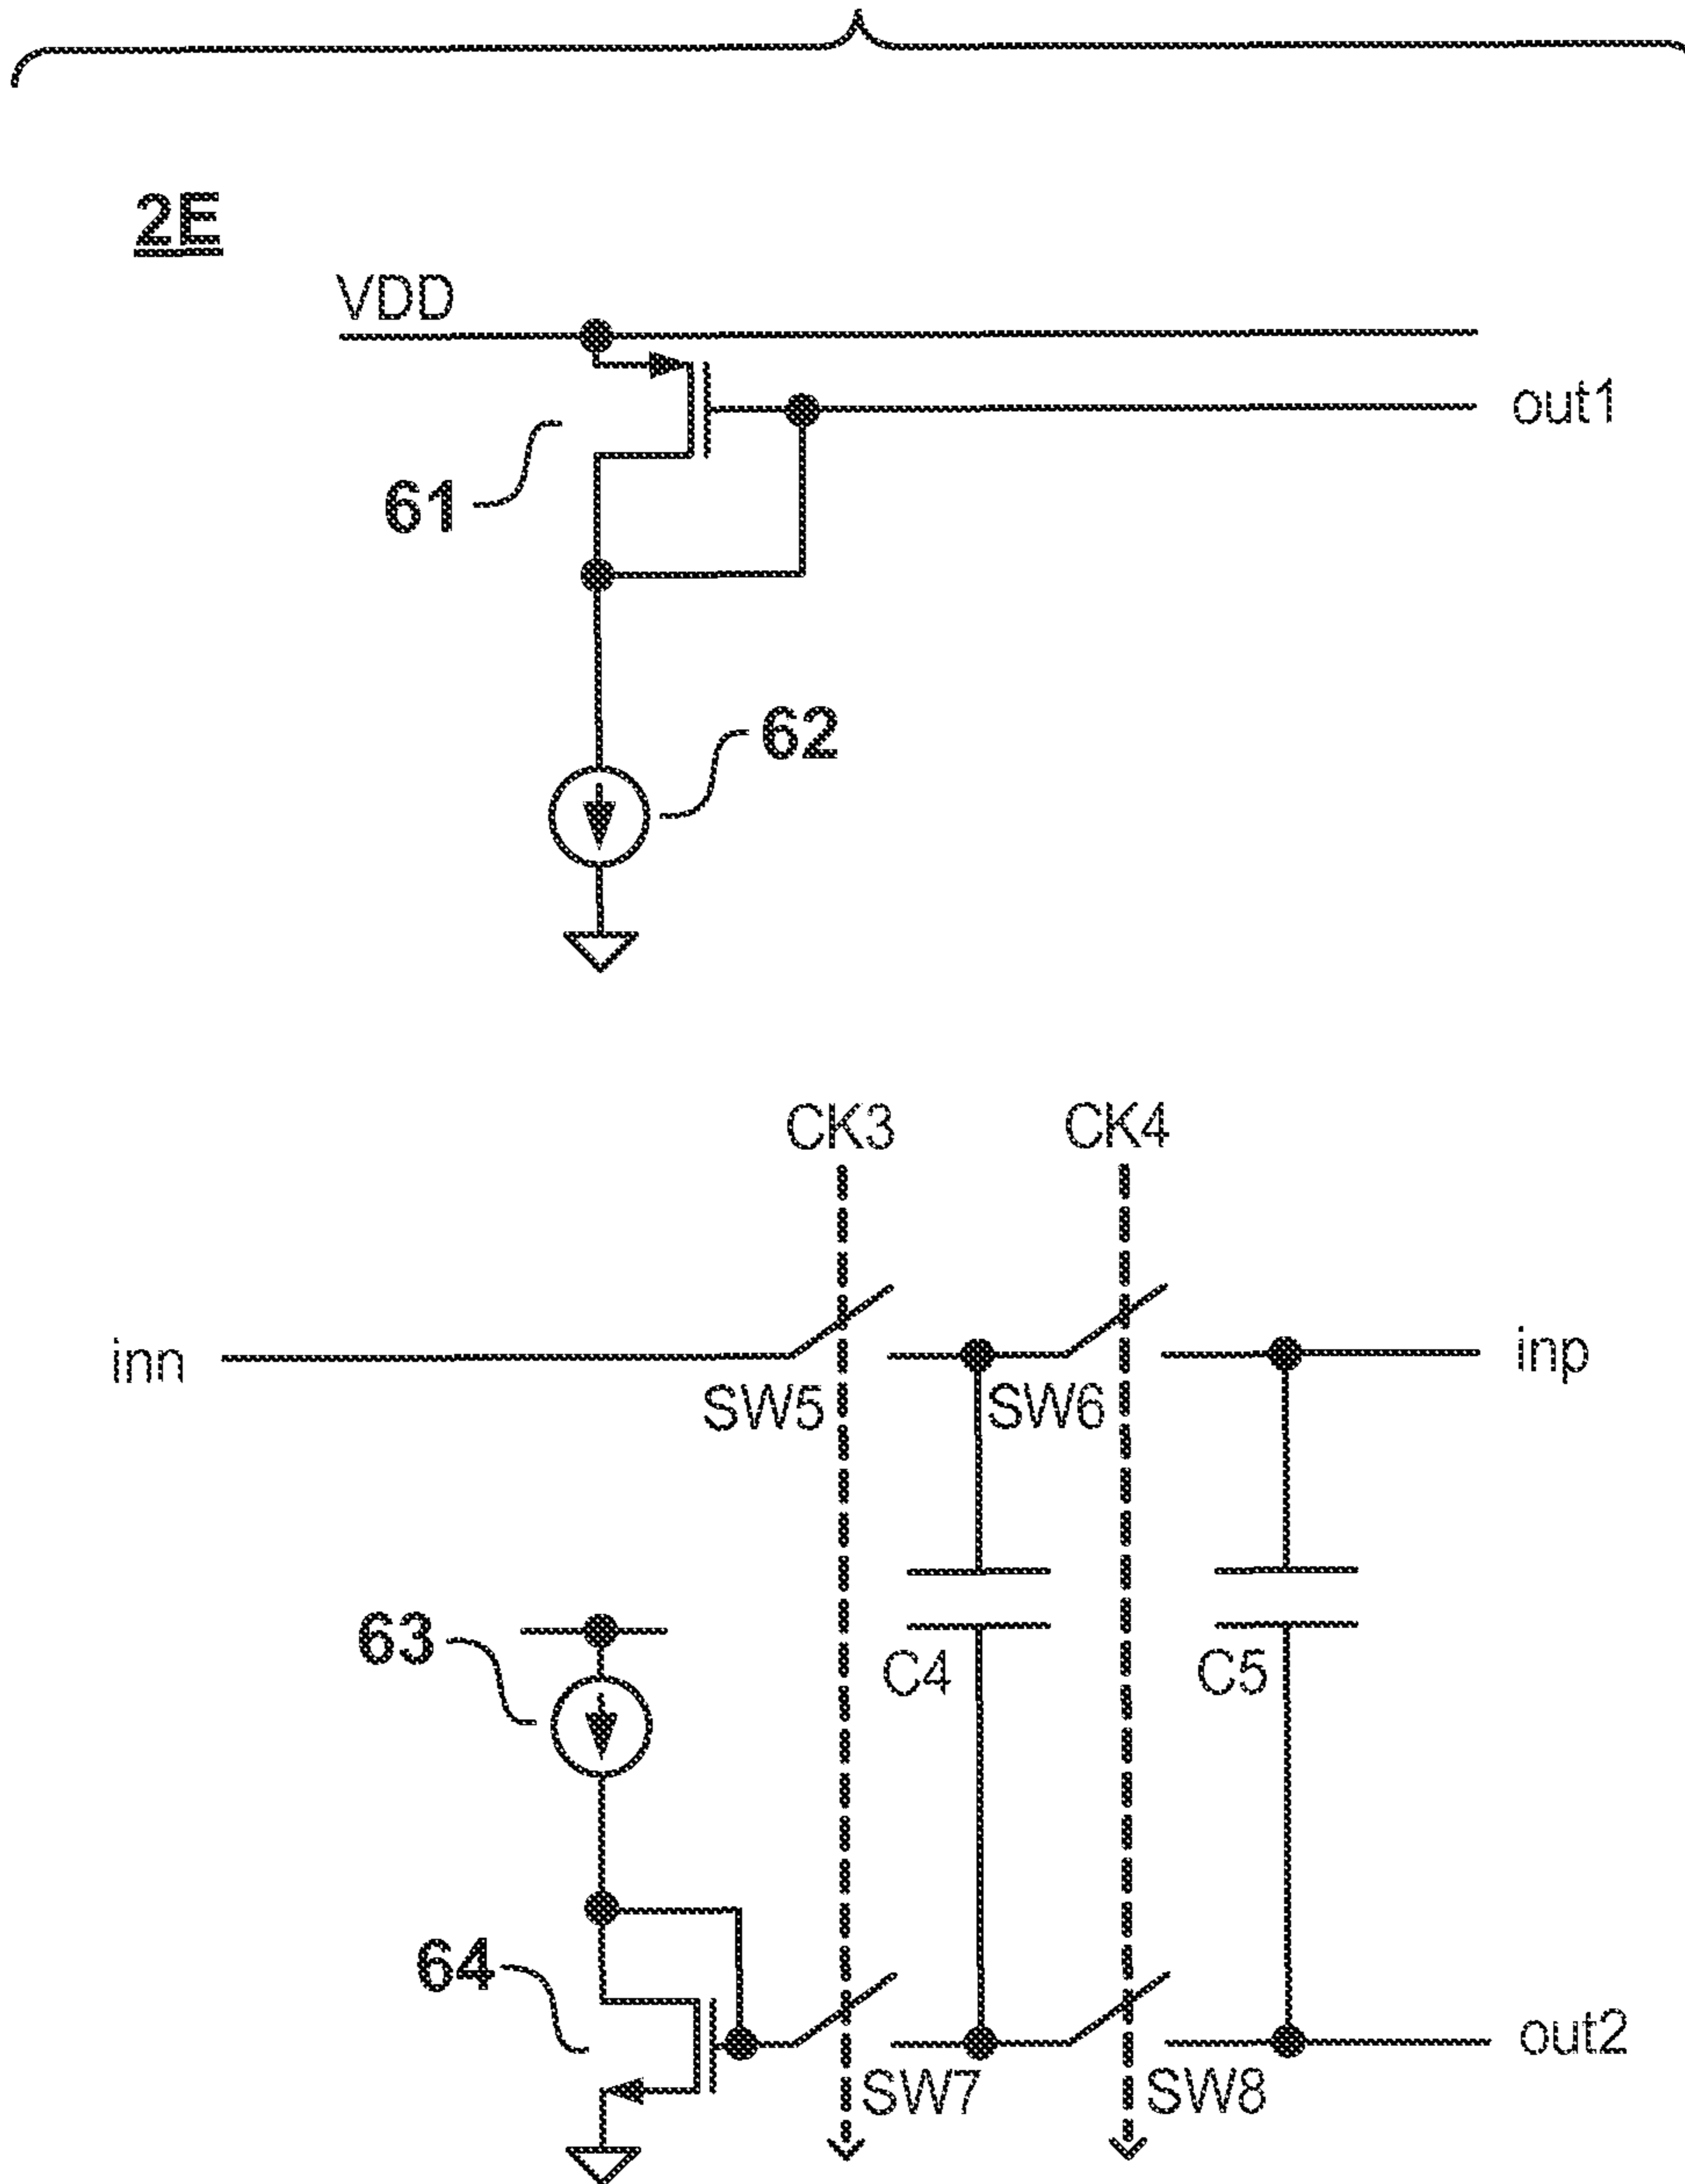 2E
VDD
out1
61
62
CK3 CK4
inn
inp
SW5 SW6
63
C4 C5
64
out2
SW7 SW8